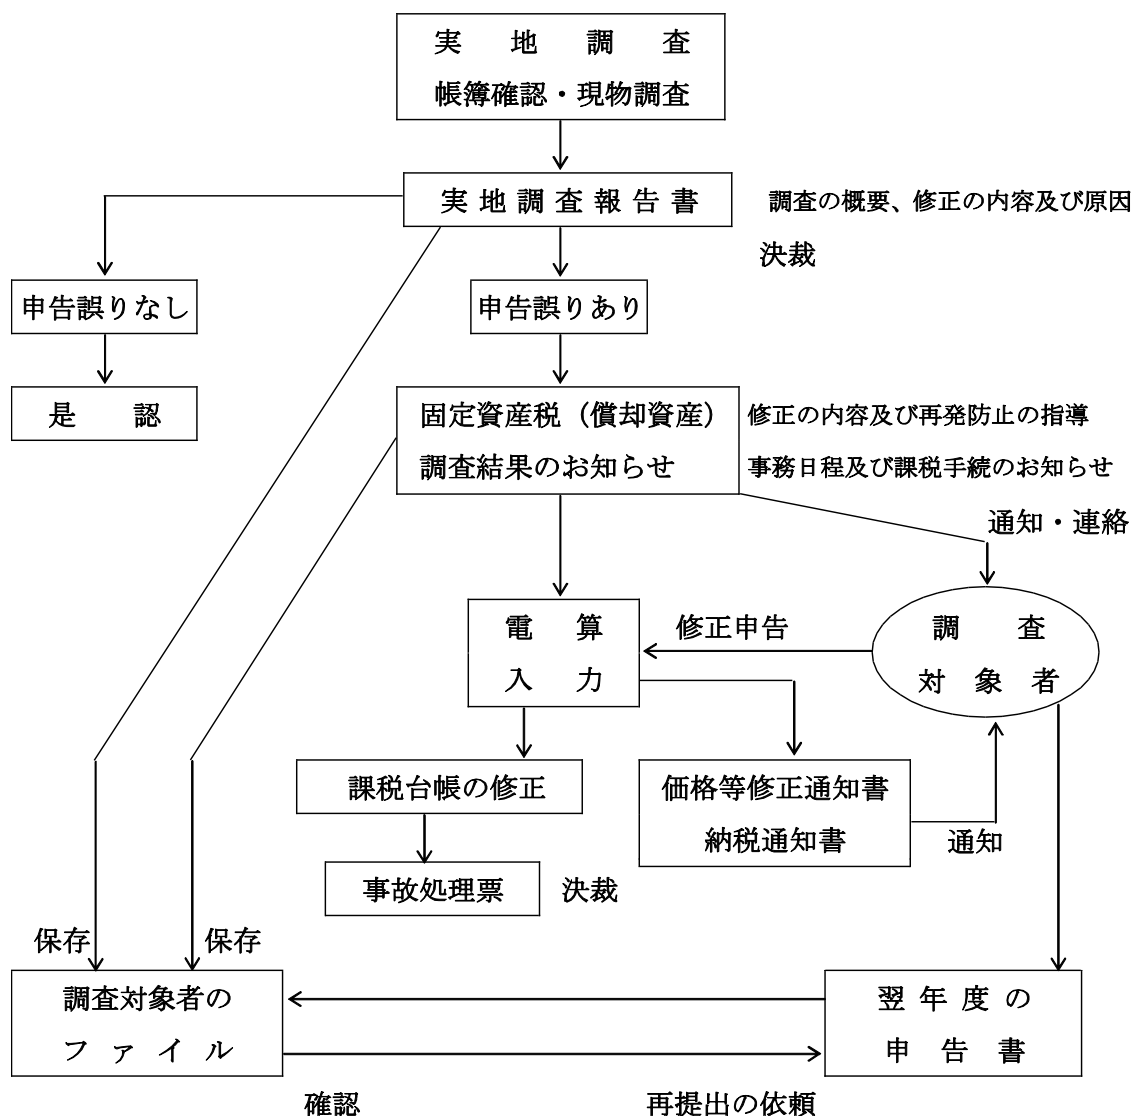 実地調査
帳簿確認・現物調査
実地調査報告書
調査の概要、修正の内容及び原因
決裁
申告誤りなし
申告誤りあり
是認
固定資産税（償却資産）
調査結果のお知らせ
修正の内容及び再発防止の指導
事務日程及び課税手続のお知らせ
通知・連絡
電算
入力
修正申告
調査
対象者
課税台帳の修正
価格等修正通知書
納税通知書
通知
事故処理票
決裁
保存
保存
調査対象者の
ファイル
翌年度の
申告書
確認
再提出の依頼